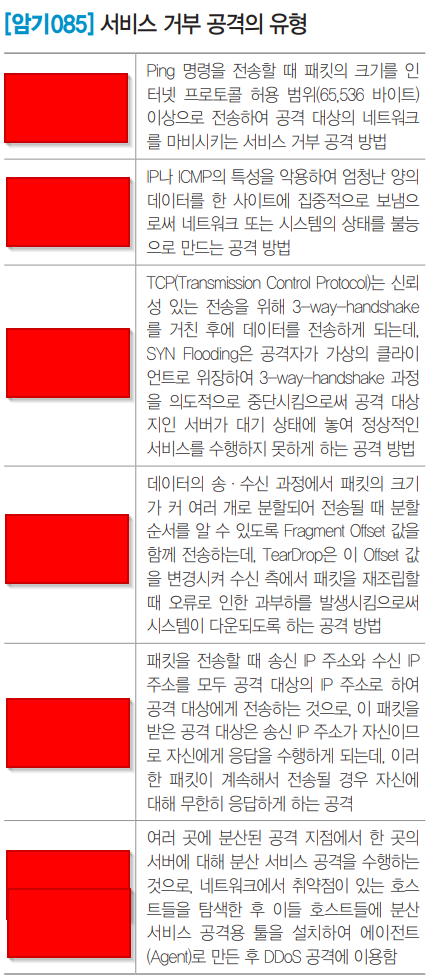 [암기085] 서비스 거부 공격의 유형
Ping 명령을 전송할 때 패킷의 크기를 인
터넷 프로토콜 허용 범위(65,536 바이트)
이상으로 전송하여 공격 대상의 네트워크
를 마비시키는 서비스 거부 공격 방법
IP나 ICMP의 특성을 악용하여 엄청난 양의
데이터를 한 사이트에 집중적으로 보냄으
로써 네트워크 또는 시스템의 상태를 불능
으로 만드는 공격 방법
TCP(Transmission Control Protocol)는 신뢰
성 있는 전송을 위해 3-way-handshake
를 거친 후에 데이터를 전송하게 되는데,
SYN Flooding은 공격자가 가상의 클라이
언트로 위장하여 3-way-handshake 과정
을 의도적으로 중단시킴으로써 공격 대상
지인 서버가 대기 상태에 놓여 정상적인
서비스를 수행하지 못하게 하는 공격 방법
데이터의 송·수신 과정에서 패킷의 크기
가 커 여러 개로 분할되어 전송될 때 분할
순서를 알 수 있도록 Fragment Offset 값을
함께 전송하는데, TearDrop은 이 Offset 값
을 변경시켜 수신 측에서 패킷을 재조립할
때 오류로 인한 과부하를 발생시킴으로써
시스템이 다운되도록 하는 공격 방법
패킷을 전송할 때 송신 IP 주소와 수신 IP
주소를 모두 공격 대상의 IP 주소로 하여
공격 대상에게 전송하는 것으로, 이 패킷을
받은 공격 대상은 송신 IP 주소가 자신이므
로 자신에게 응답을 수행하게 되는데, 이러
한 패킷이 계속해서 전송될 경우 자신에
대해 무한히 응답하게 하는 공격
여러 곳에 분산된 공격 지점에서 한 곳의
서버에 대해 분산 서비스 공격을 수행하는
것으로, 네트워크에서 취약점이 있는 호스
트들을 탐색한 후 이들 호스트들에 분산
서비스 공격용 툴을 설치하여 에이전트
(Agent)로 만든 후 DDoS 공격에 이용함